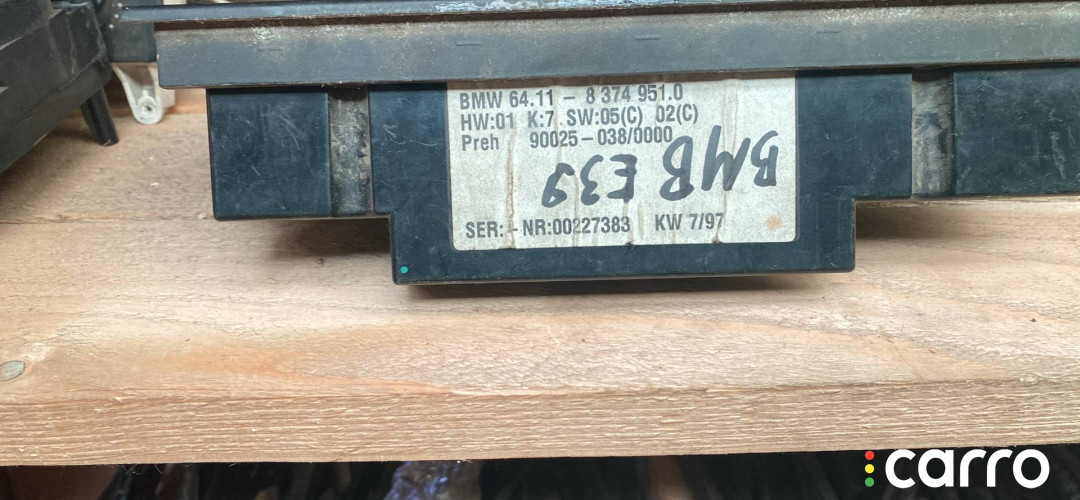 BMW 64.11 - 8 374 951.0
HW:01 K:7 SW:05(C) 02(C)
Preh 90025-038/0000
BMB E39
SER: - NR:00227383 KW 7/97
carro